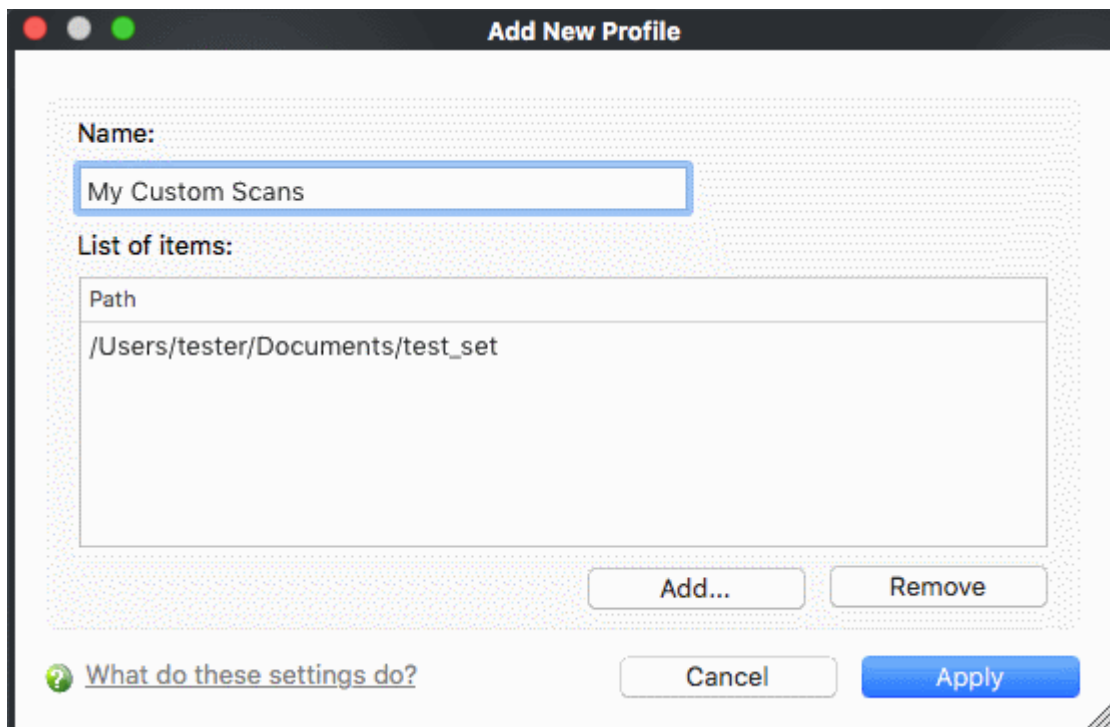 Add New Profile
Name:
My Custom Scans
List of items:
Path
/Users/tester/Documents/test_set
Add... Remove
What do these settings do? Cancel Apply